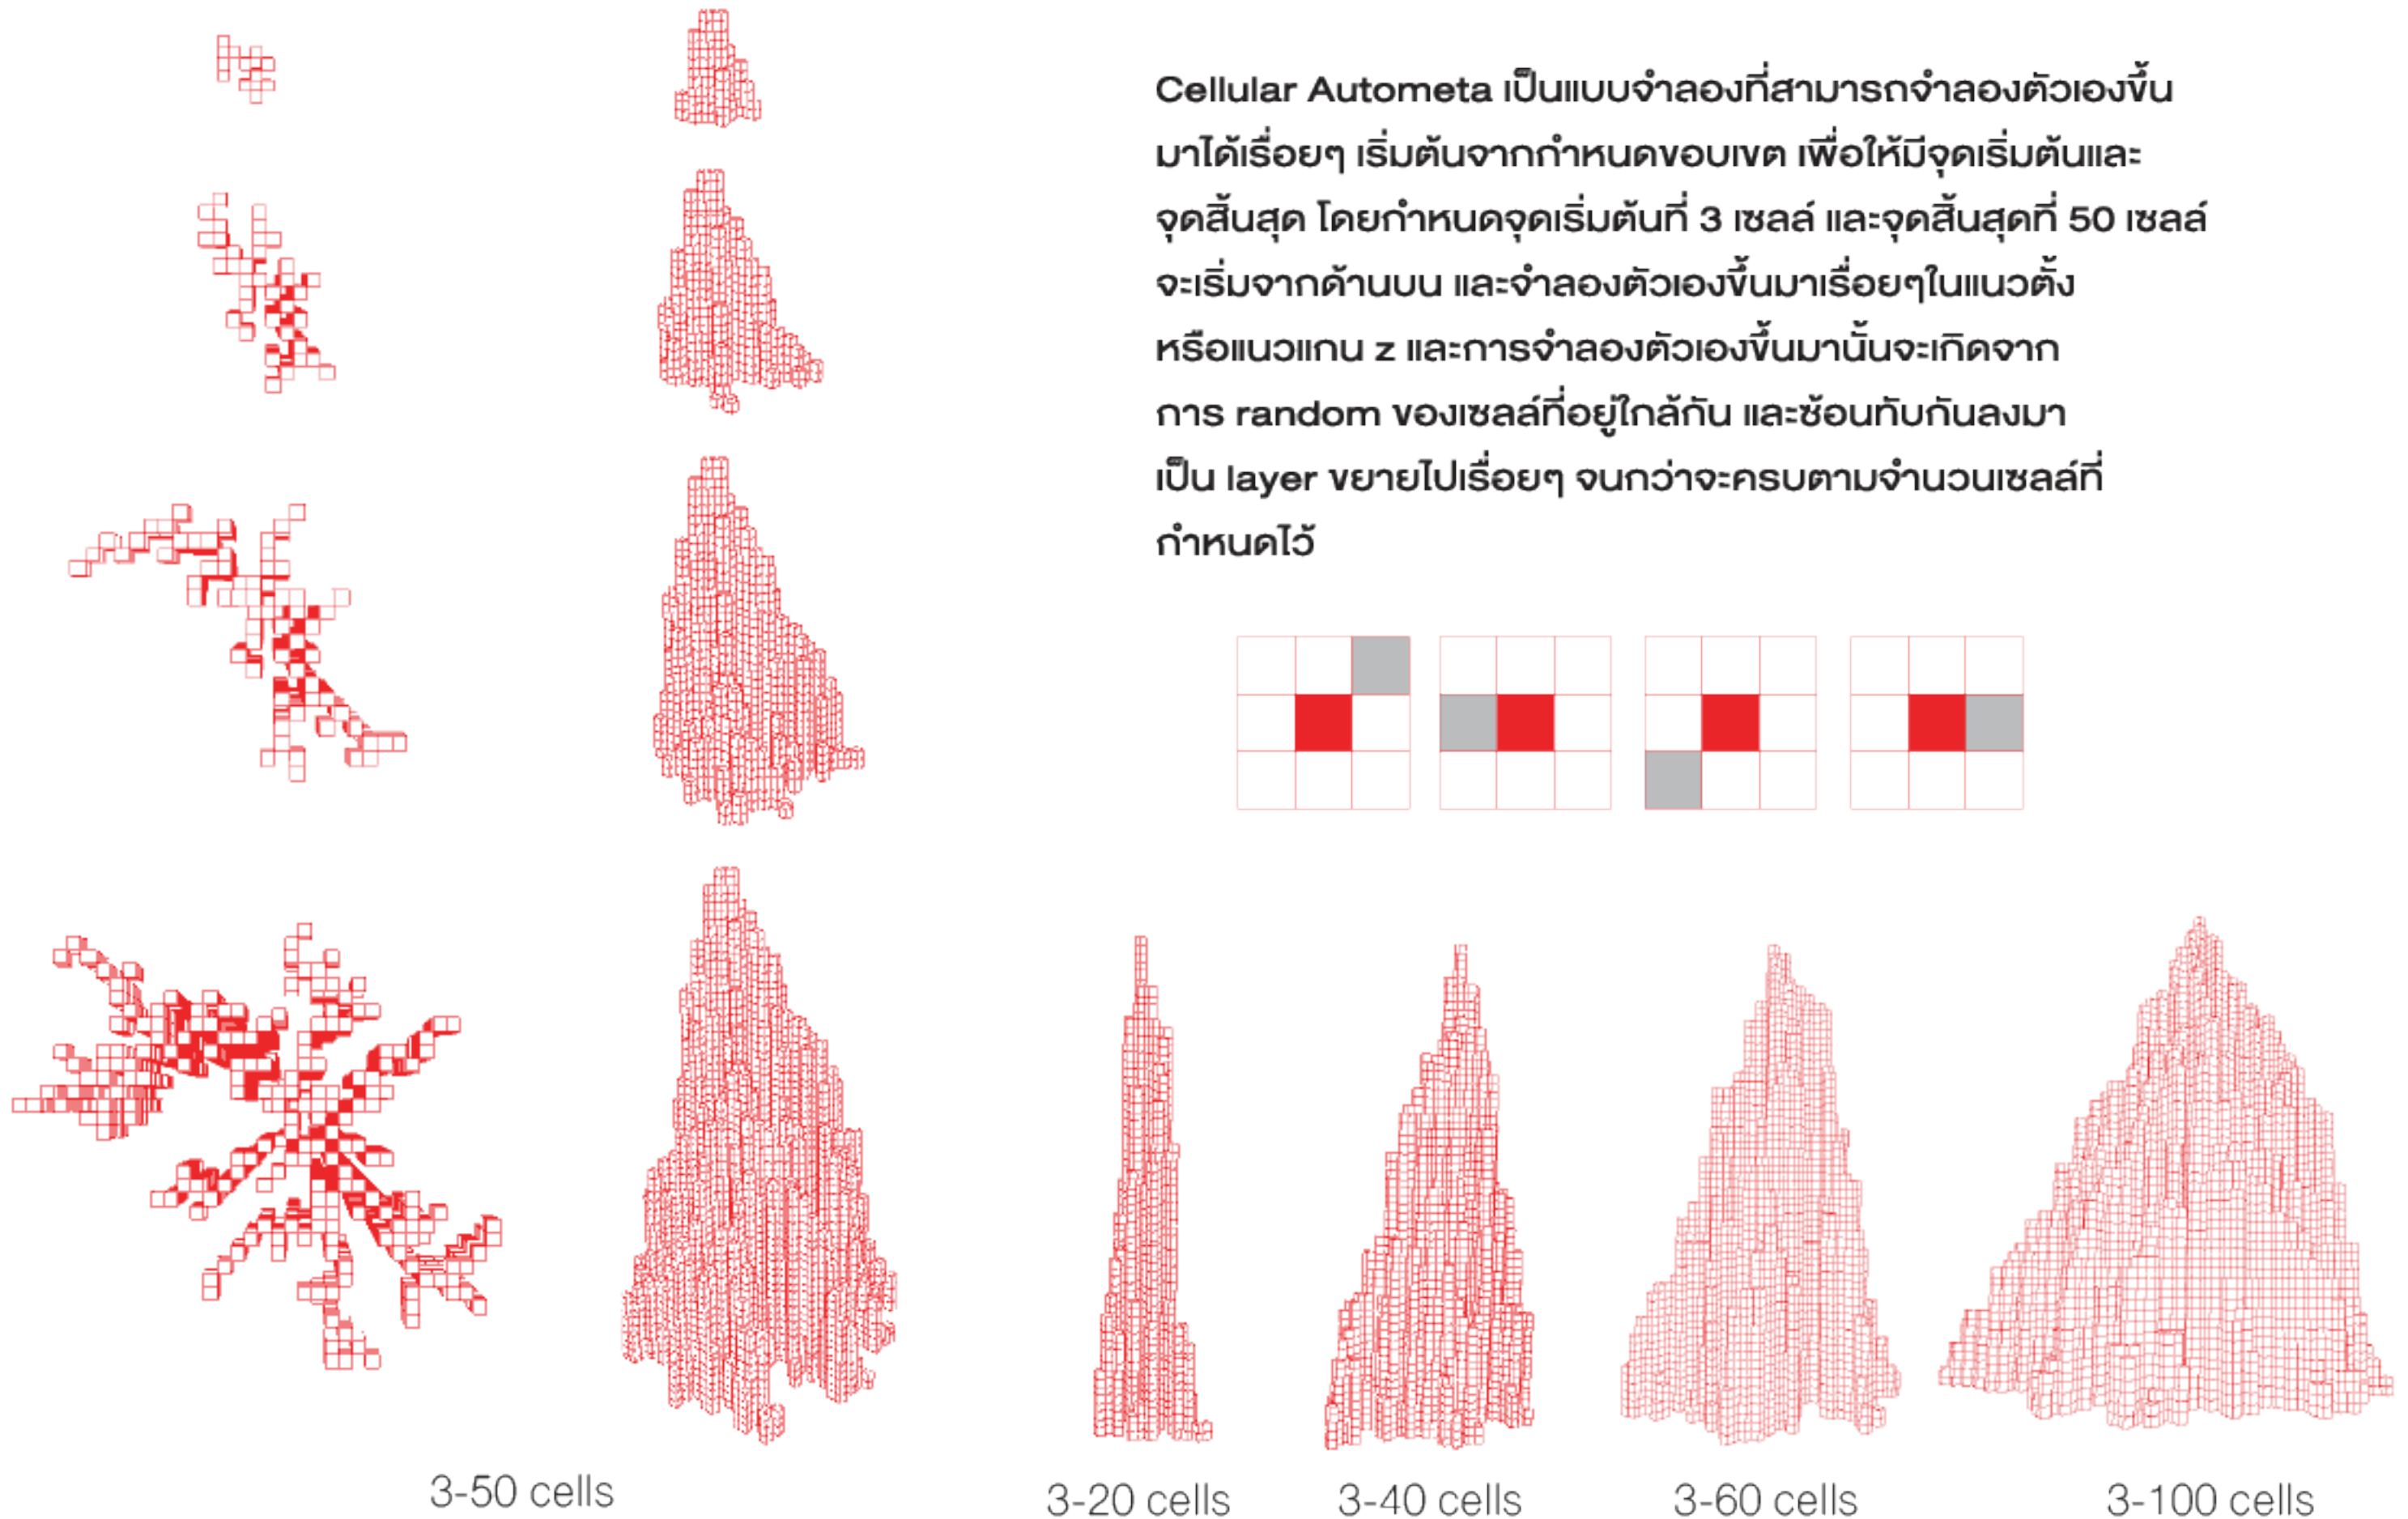 Cellular Autometa เป็นแบบจำลองที่สามารถจำลองตัวเองขึ้น
มาได้เรื่อยๆ เริ่มต้นจากกำหนดขอบเขต เพื่อให้มีจุดเริ่มต้นและ
จุดสิ้นสุด โดยกำหนดจุดเริ่มต้นที่ 3 เซลล์ และจุดสิ้นสุดที่ 50 เซลล์
จะเริ่มจากด้านบน และจำลองตัวเองขึ้นมาเรื่อยๆในแนวตั้ง
หรือแนวแกน z และการจำลองตัวเองขึ้นมานั้นจะเกิดจาก
การ random ของเซลล์ที่อยู่ใกล้กัน และซ้อนทับกันลงมา
เป็น layer ขยายไปเรื่อยๆ จนกว่าจะครบตามจำนวนเซลล์ที่
กำหนดไว้
3-50 cells
3-20 cells
3-40 cells
3-60 cells
3-100 cells